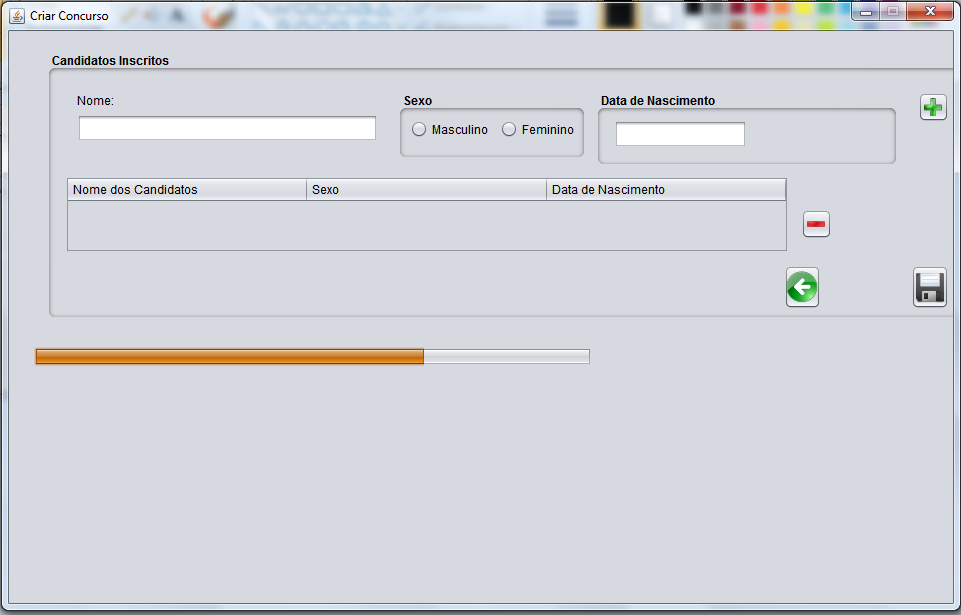 Criar Concurso
Candidatos Inscritos
Nome:
Sexo
Masculino
Feminino
Data de Nascimento
Nome dos Candidatos
Sexo
Data de Nascimento